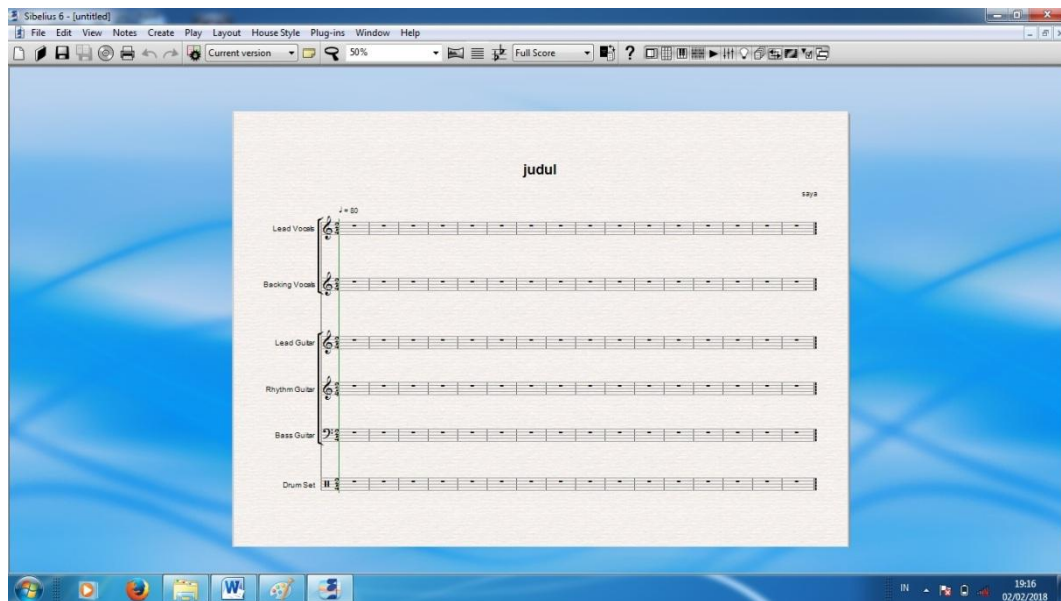 Sibelius 6 - [untitled]
File Edit View Notes Create Play Layout House Style Plug-ins Window Help
Current version 50% Full Score ?
judul
saya
♩ = 80
Lead Vocals
Backing Vocals
Lead Guitar
Rhythm Guitar
Bass Guitar
Drum Set
W
IN 19:16
02/02/2018